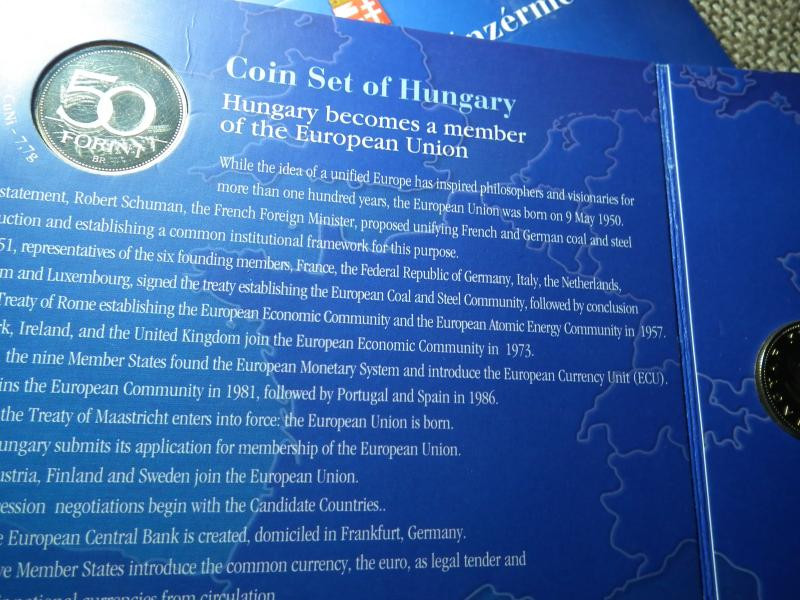 inzérme
50
FORINT
BP.
CuNi - 7,7g
Coin Set of Hungary
Hungary becomes a member
of the European Union
While the idea of a unified Europe has inspired philosophers and visionaries for
more than one hundred years, the European Union was born on 9 May 1950.
statement, Robert Schuman, the French Foreign Minister, proposed unifying French and German coal and steel
uction and establishing a common institutional framework for this purpose.
51, representatives of the six founding members, France, the Federal Republic of Germany, Italy, the Netherlands,
m and Luxembourg, signed the treaty establishing the European Coal and Steel Community, followed by conclusion
Treaty of Rome establishing the European Economic Community and the European Atomic Energy Community in 1957.
rk, Ireland, and the United Kingdom join the European Economic Community in 1973.
the nine Member States found the European Monetary System and introduce the European Currency Unit (ECU).
ins the European Community in 1981, followed by Portugal and Spain in 1986.
the Treaty of Maastricht enters into force: the European Union is born.
ungary submits its application for membership of the European Union.
ustria, Finland and Sweden join the European Union.
ession negotiations begin with the Candidate Countries..
e European Central Bank is created, domiciled in Frankfurt, Germany.
ve Member States introduce the common currency, the euro, as legal tender and
national currencies from circulation